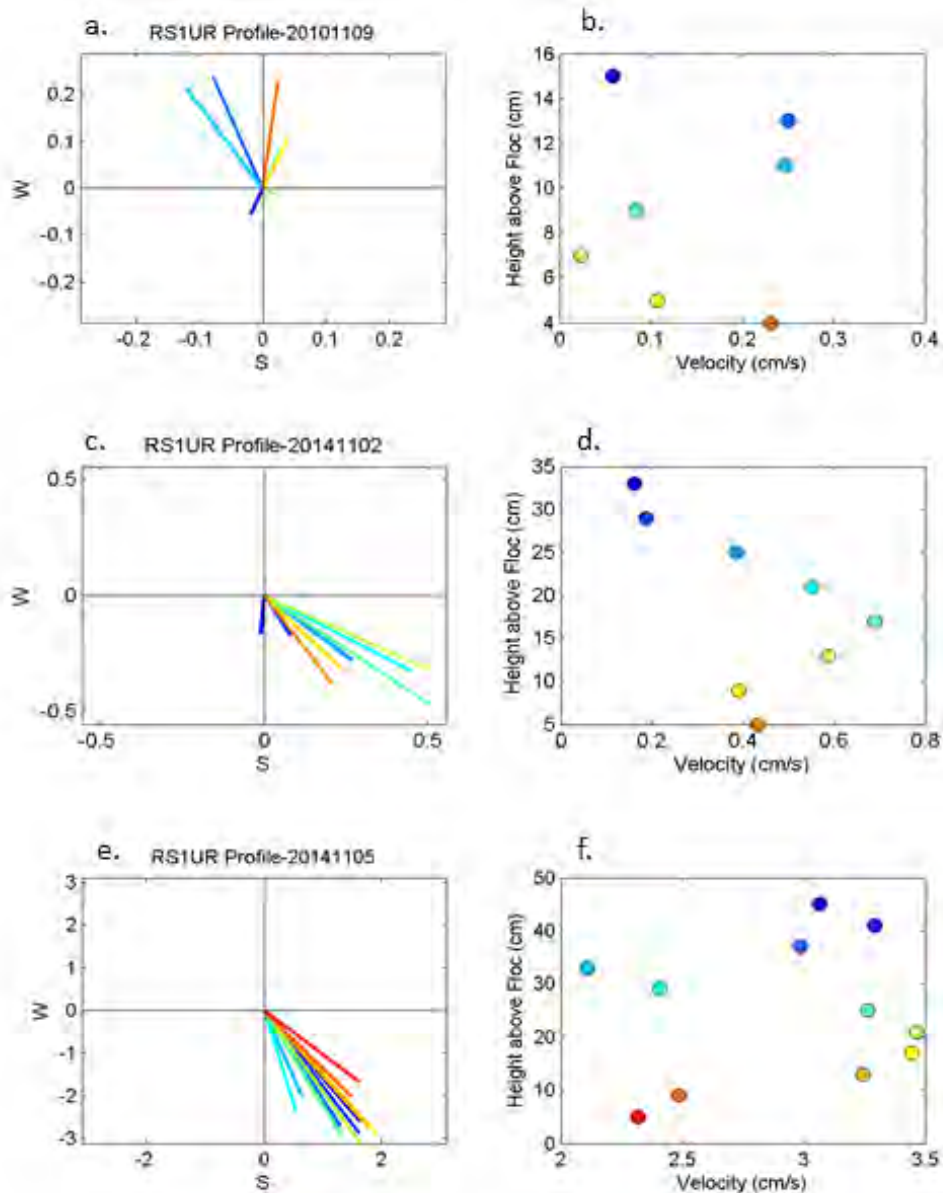 a.
RS1UR Profile-20101109
0.2
0.1
0
-0.1
-0.2
W
-0.2 -0.1 0 0.1 0.2
S
b.
16
14
12
10
8
6
4
Height above Floc (cm)
0 0.1 0.2 0.3 0.4
Velocity (cm/s)
c.
RS1UR Profile-20141102
0.5
0
-0.5
W
-0.5 0 0.5
S
d.
35
30
25
20
15
10
5
Height above Floc (cm)
0 0.2 0.4 0.6 0.8
Velocity (cm/s)
e.
RS1UR Profile-20141105
3
2
1
0
-1
-2
-3
W
-2 0 2
S
f.
50
40
30
20
10
0
Height above Floc (cm)
2 2.5 3 3.5
Velocity (cm/s)